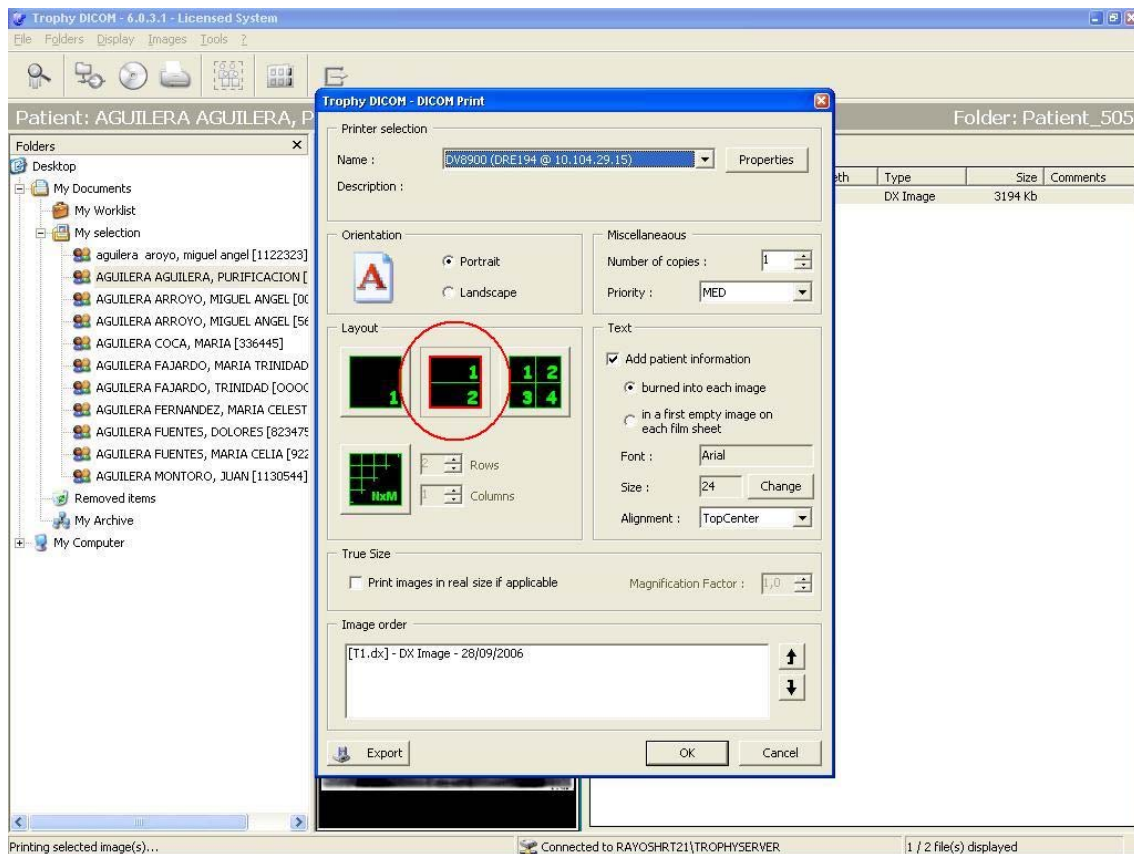 Trophy DICOM - 6.0.3.1 - Licensed System
File Folders Display Images Tools ?
Patient: AGUILERA AGUILERA, P
Folder: Patient_505
Folders
Desktop
My Documents
My Worklist
My selection
aguilera aroyo, miguel angel [1122323]
AGUILERA AGUILERA, PURIFICACION [
AGUILERA ARROYO, MIGUEL ANGEL [00
AGUILERA ARROYO, MIGUEL ANGEL [56
AGUILERA COCA, MARIA [336445]
AGUILERA FAJARDO, MARIA TRINIDAD
AGUILERA FAJARDO, TRINIDAD [OOOO
AGUILERA FERNANDEZ, MARIA CELEST
AGUILERA FUENTES, DOLORES [823475
AGUILERA FUENTES, MARIA CELIA [922
AGUILERA MONTORO, JUAN [1130544]
Removed items
My Archive
My Computer
Trophy DICOM - DICOM Print
Printer selection
Name : DV8900 (DRE194 @ 10.104.29.15) Properties
Description :
Orientation
A
Portrait
Landscape
Miscellaneaous
Number of copies : 1
Priority : MED
Layout
1
1
2
1 2
3 4
NxM
2 Rows
1 Columns
Text
Add patient information
burned into each image
in a first empty image on
each film sheet
Font : Arial
Size : 24 Change
Alignment : TopCenter
True Size
Print images in real size if applicable Magnification Factor : 1,0
Image order
[T1.dx] - DX Image - 28/09/2006
Export OK Cancel
Type Size Comments
DX Image 3194 Kb
Printing selected image(s)... Connected to RAYOSHRT21\TROPHYSERVER 1 / 2 file(s) displayed